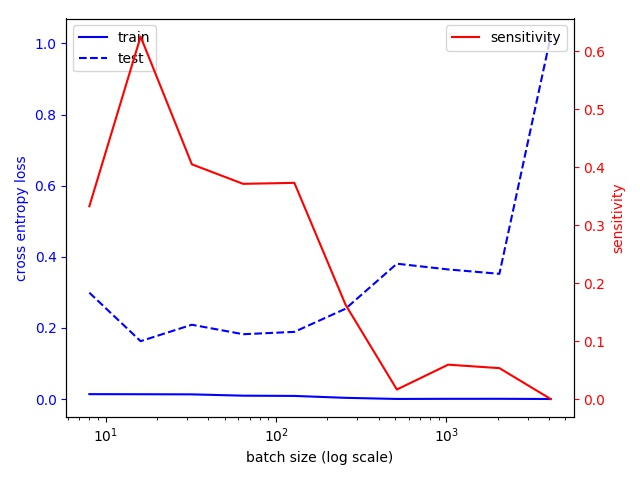 train
test
sensitivity
1.0
0.8
0.6
0.4
0.2
0.0
cross entropy loss
0.6
0.5
0.4
0.3
0.2
0.1
0.0
sensitivity
10¹
10²
10³
batch size (log scale)